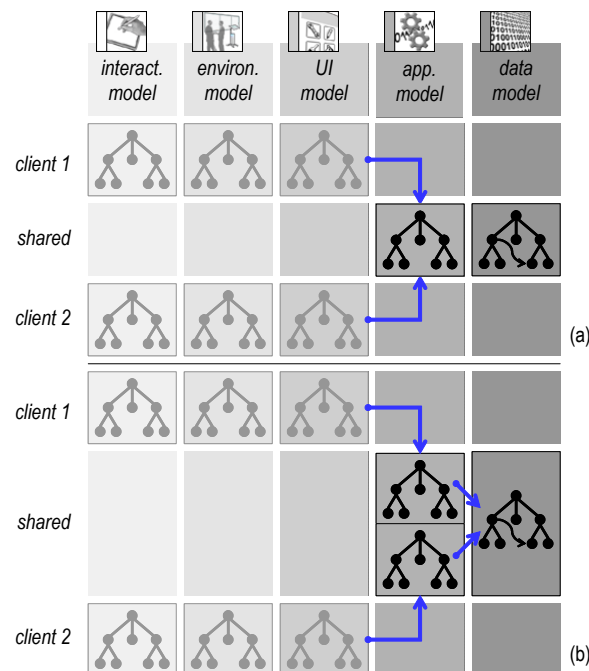 interact. environ. UI app. data
model model model model model
client 1
shared
client 2
(a)
client 1
shared
client 2
(b)